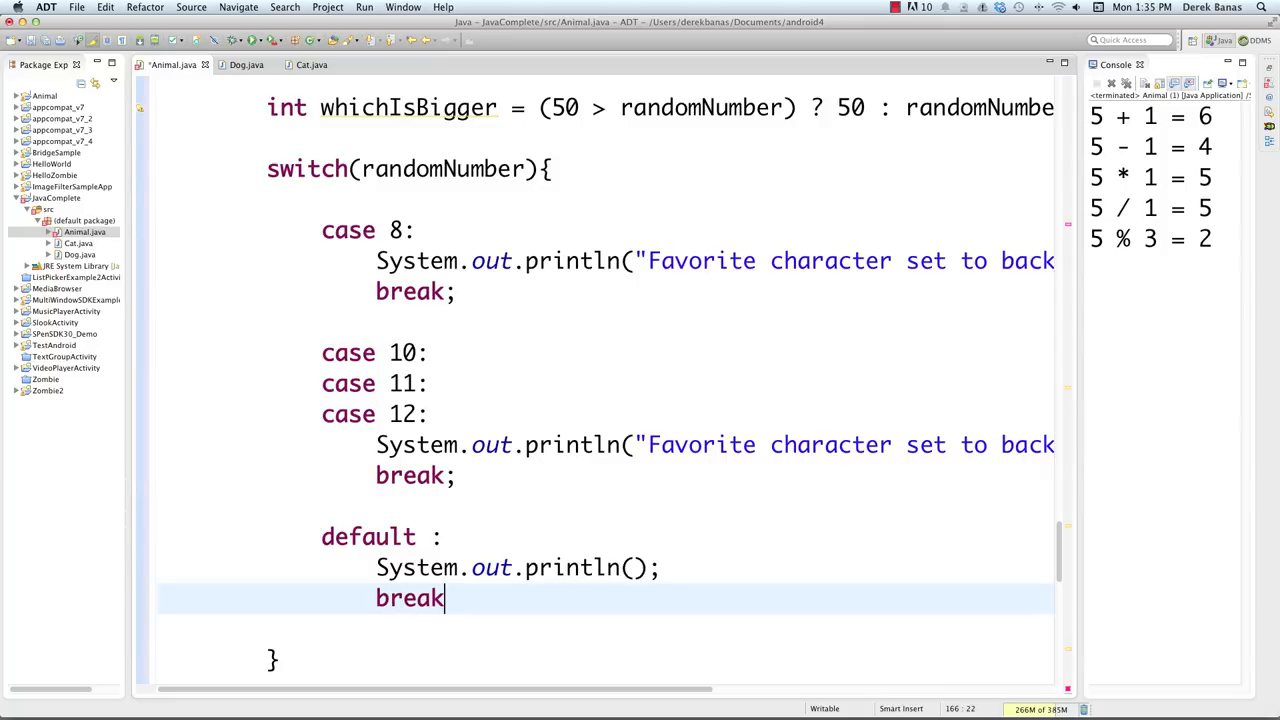 ADT File Edit Refactor Source Navigate Search Project Run Window Help 10 Mon 1:35 PM Derek Banas
Java – JavaComplete/src/Animal.java – ADT – /Users/derekbanas/Documents/android4
Quick Access Java DDMS
Package Exp
Animal
appcompat_v7
appcompat_v7_2
appcompat_v7_3
appcompat_v7_4
BridgeSample
HelloWorld
HelloZombie
ImageFilterSampleApp
JavaComplete
src
(default package)
Animal.java
Cat.java
Dog.java
JRE System Library [Ja
ListPickerExample2Activi
MediaBrowser
MultiWindowSDKExample
MusicPlayerActivity
SlookActivity
SPenSDK30_Demo
TestAndroid
TextGroupActivity
VideoPlayerActivity
Zombie
Zombie2
*Animal.java Dog.java Cat.java
int whichIsBigger = (50 > randomNumber) ? 50 : randomNumbe
switch(randomNumber){
case 8:
System.out.println("Favorite character set to back
break;
case 10:
case 11:
case 12:
System.out.println("Favorite character set to back
break;
default :
System.out.println();
break
}
Console
<terminated> Animal (1) [Java Application] /S
5 + 1 = 6
5 - 1 = 4
5 * 1 = 5
5 / 1 = 5
5 % 3 = 2
Writable Smart Insert 166 : 22 266M of 385M